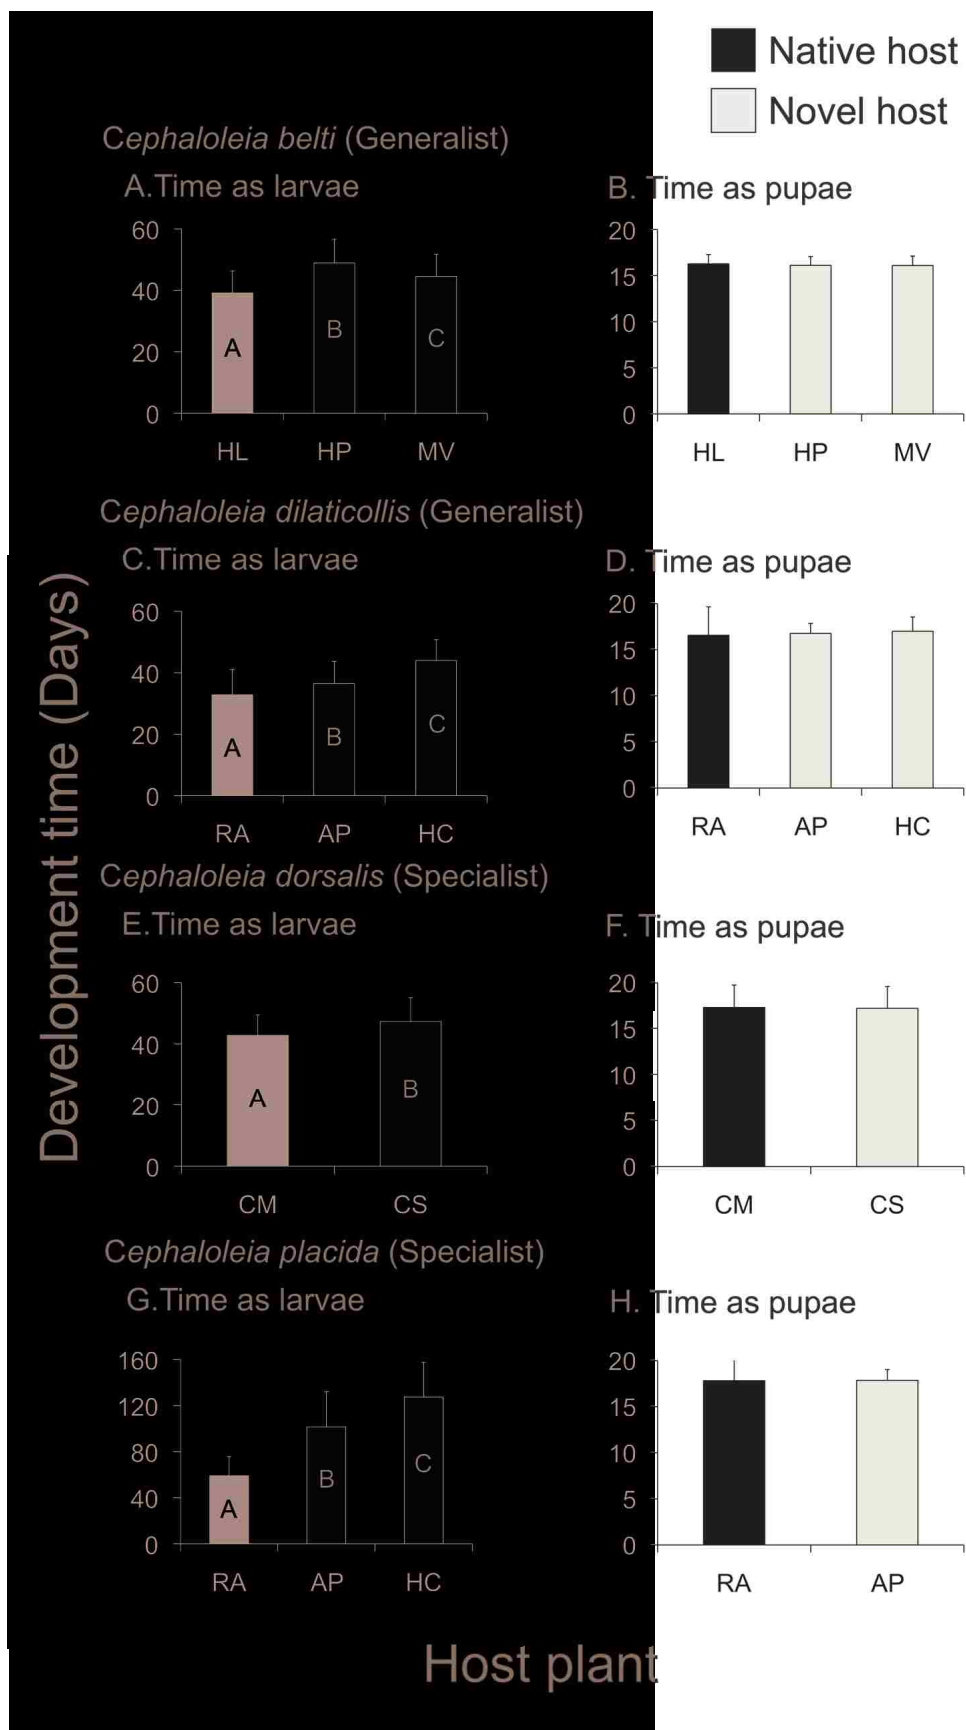 Native host
Novel host
Cephaloleia belti (Generalist)
A.Time as larvae
B. Time as pupae
60
40
20
0
A
B
C
HL
HP
MV
20
15
10
5
0
HL
HP
MV
Cephaloleia dilaticollis (Generalist)
C.Time as larvae
D. Time as pupae
60
40
20
0
A
B
C
RA
AP
HC
20
15
10
5
0
RA
AP
HC
Cephaloleia dorsalis (Specialist)
E.Time as larvae
F. Time as pupae
60
40
20
0
A
B
CM
CS
20
15
10
5
0
CM
CS
Cephaloleia placida (Specialist)
G.Time as larvae
H. Time as pupae
160
120
80
40
0
A
B
C
RA
AP
HC
20
15
10
5
0
RA
AP
Development time (Days)
Host plant